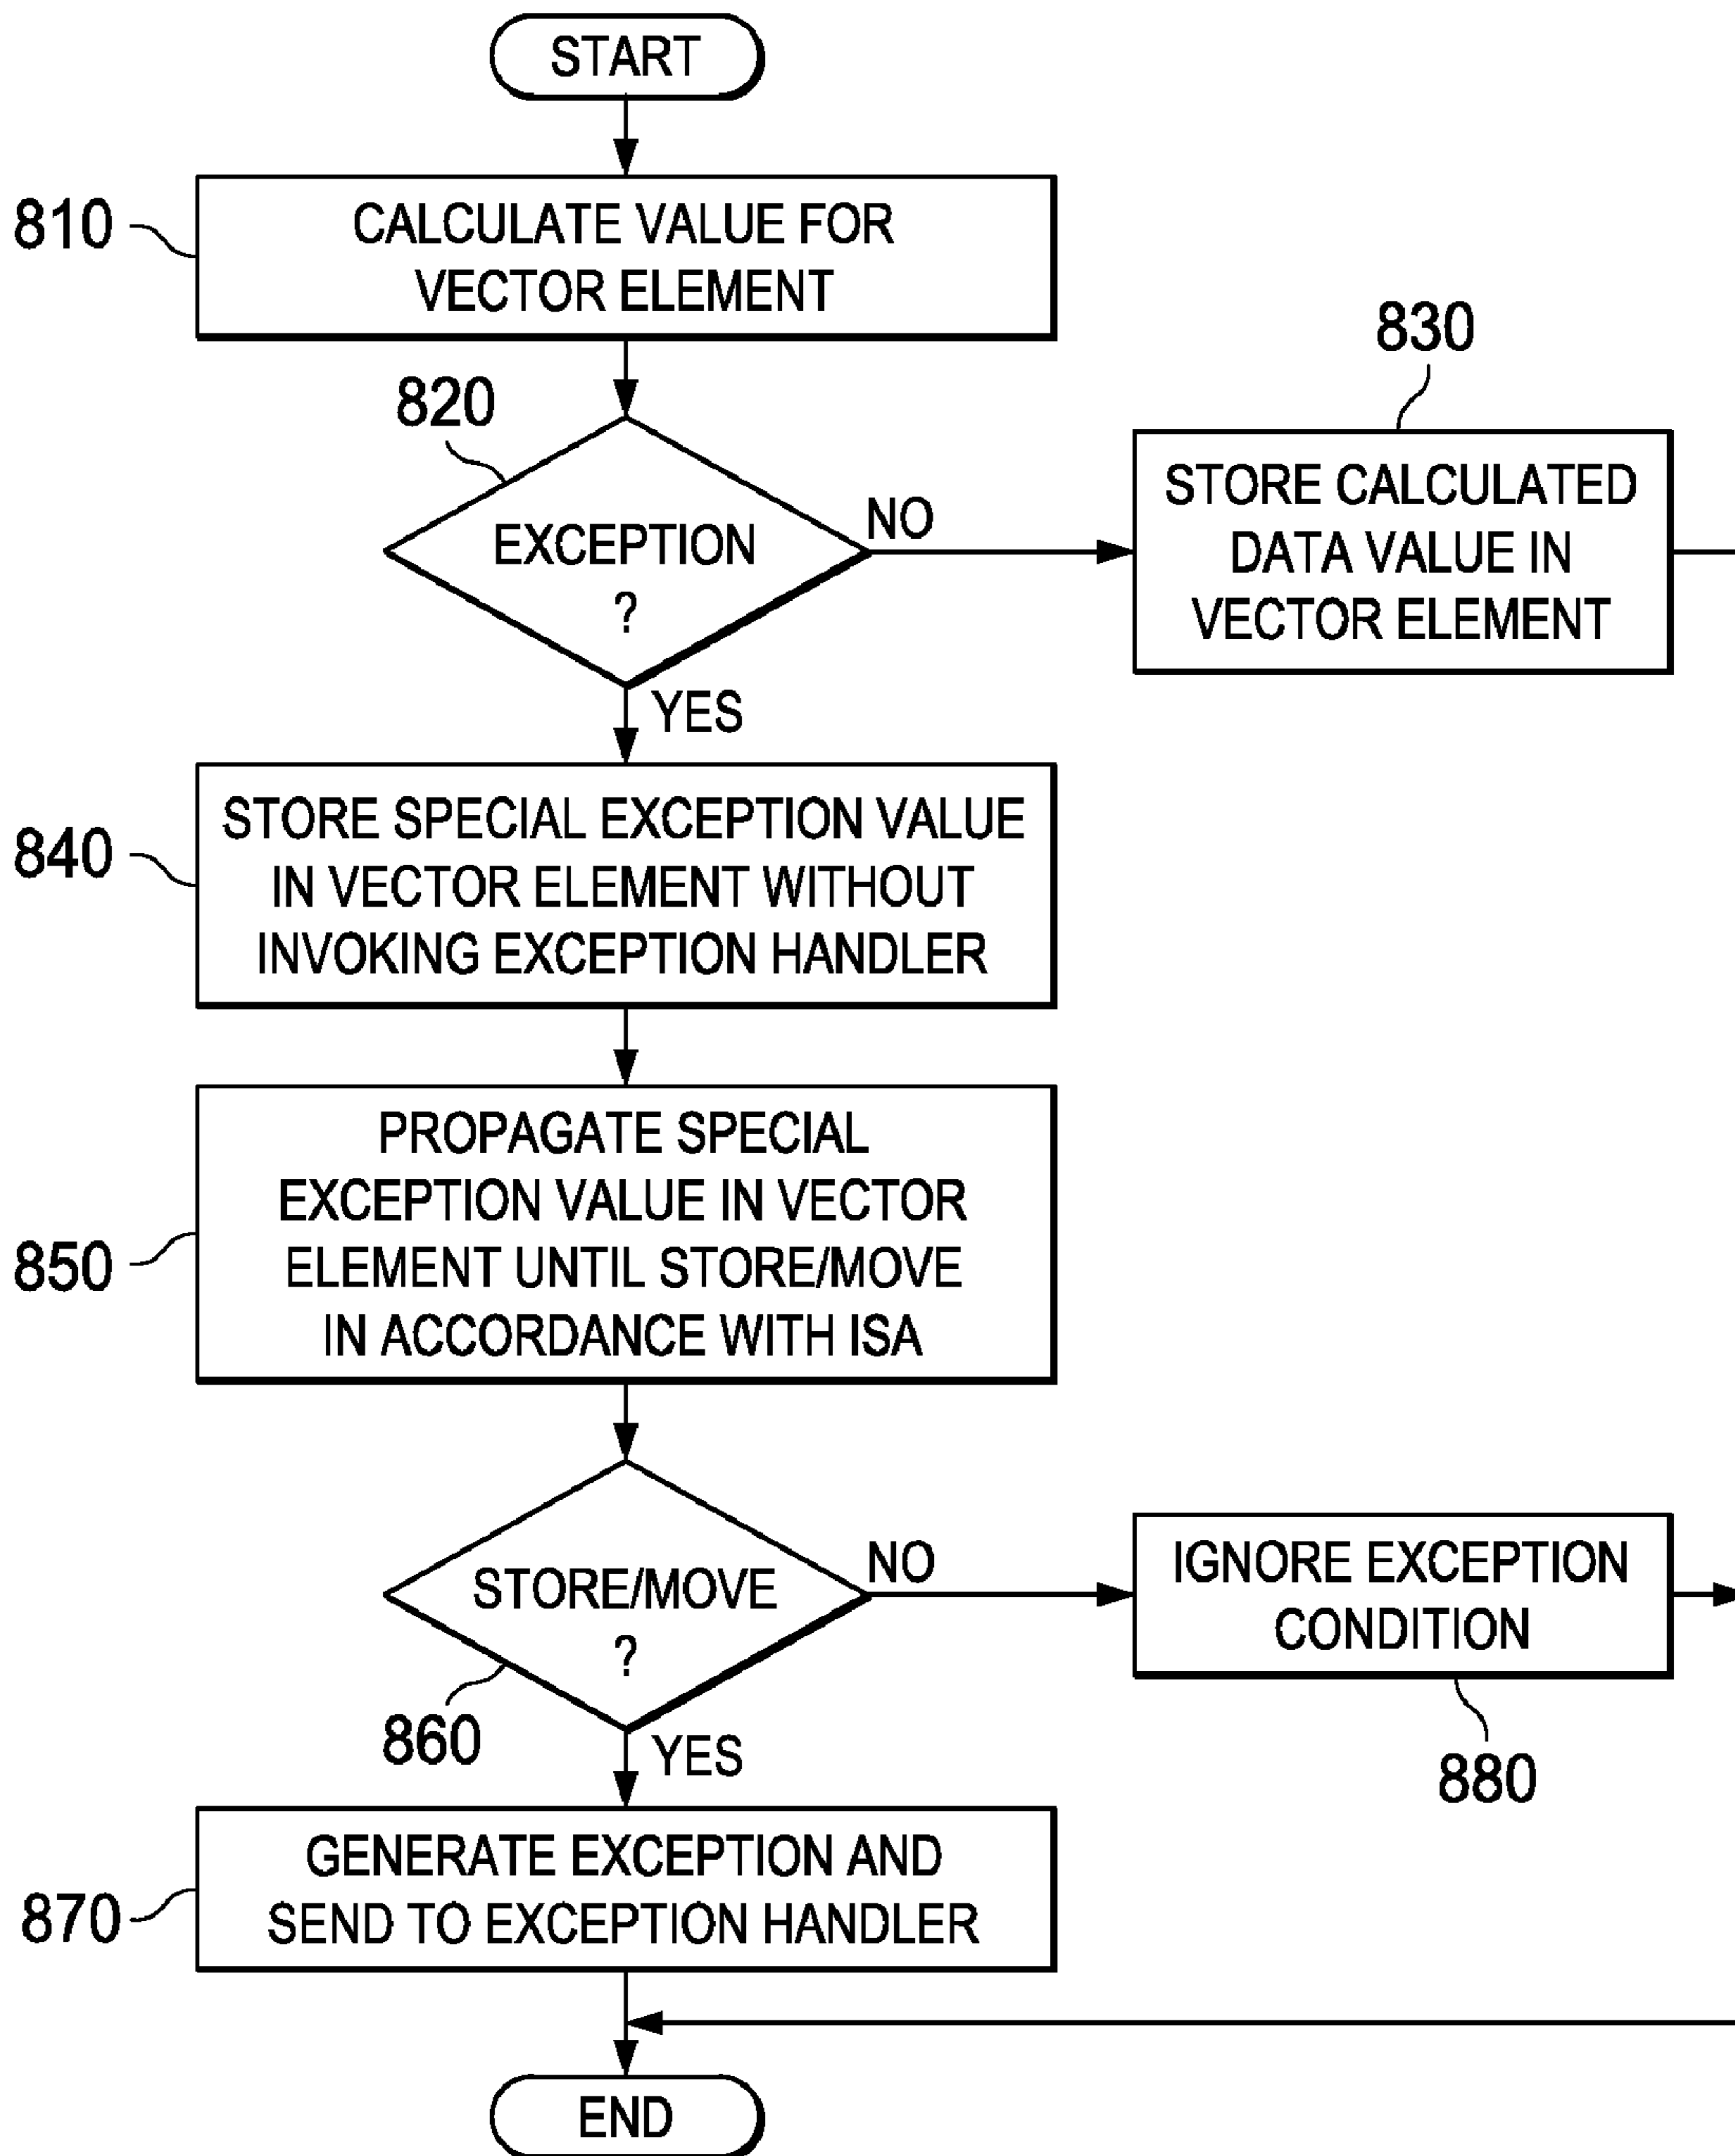 START
810
CALCULATE VALUE FOR
VECTOR ELEMENT
820
EXCEPTION
?
NO
YES
830
STORE CALCULATED
DATA VALUE IN
VECTOR ELEMENT
840
STORE SPECIAL EXCEPTION VALUE
IN VECTOR ELEMENT WITHOUT
INVOKING EXCEPTION HANDLER
850
PROPAGATE SPECIAL
EXCEPTION VALUE IN VECTOR
ELEMENT UNTIL STORE/MOVE
IN ACCORDANCE WITH ISA
STORE/MOVE
?
860
NO
YES
IGNORE EXCEPTION
CONDITION
880
870
GENERATE EXCEPTION AND
SEND TO EXCEPTION HANDLER
END